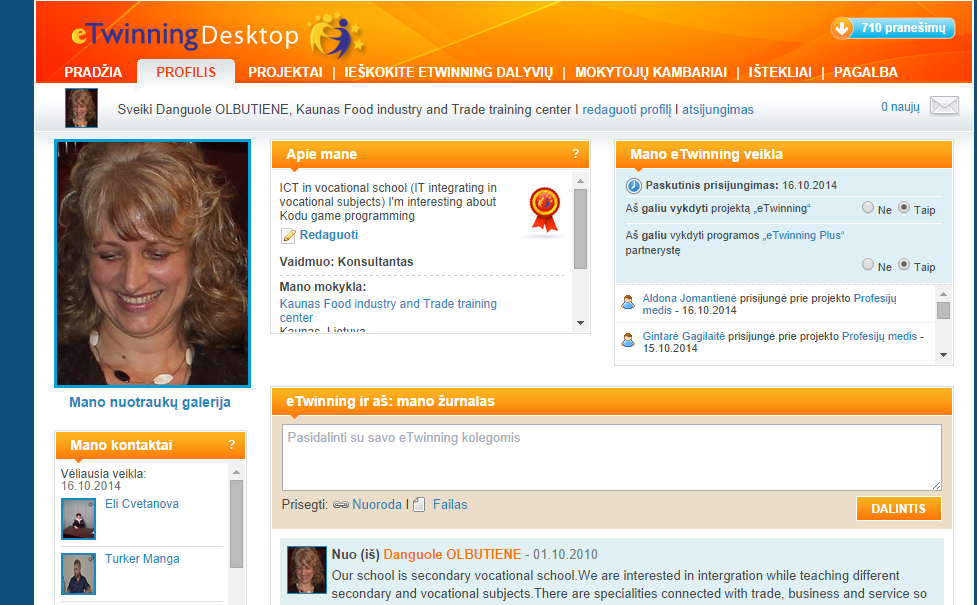 eTwinning Desktop
710 pranešimų
PRADŽIA
PROFILIS
PROJEKTAI | IEŠKOKITE ETWINNING DALYVIŲ | MOKYTOJŲ KAMBARIAI | IŠTEKLIAI | PAGALBA
Sveiki Danguole OLBUTIENE, Kaunas Food industry and Trade training center I redaguoti profilį I atsijungimas
0 naujų
Mano nuotraukų galerija
Mano kontaktai ?
Vėliausia veikla:
16.10.2014
Eli Cvetanova
Turker Manga
Apie mane ?
ICT in vocational school (IT integrating in
vocational subjects) I'm interesting about
Kodu game programming
Redaguoti
Vaidmuo: Konsultantas
Mano mokykla:
Kaunas Food industry and Trade training
center
Kaunas, Lietuva
Mano eTwinning veikla
Paskutinis prisijungimas: 16.10.2014
Aš galiu vykdyti projektą „eTwinning“
Ne Taip
Aš galiu vykdyti programos „eTwinning Plus“
partnerystę
Ne Taip
Aldona Jomantienė prisijungė prie projekto Profesijų
medis - 16.10.2014
Gintarė Gagilaitė prisijungė prie projekto Profesijų medis -
15.10.2014
eTwinning ir aš: mano žurnalas
Pasidalinti su savo eTwinning kolegomis
Prisegti: Nuoroda I Failas
DALINTIS
Nuo (iš) Danguole OLBUTIENE - 01.10.2010
Our school is secondary vocational school.We are interested in intergration while teaching different
secondary and vocational subjects.There are specialities connected with trade, business and service so